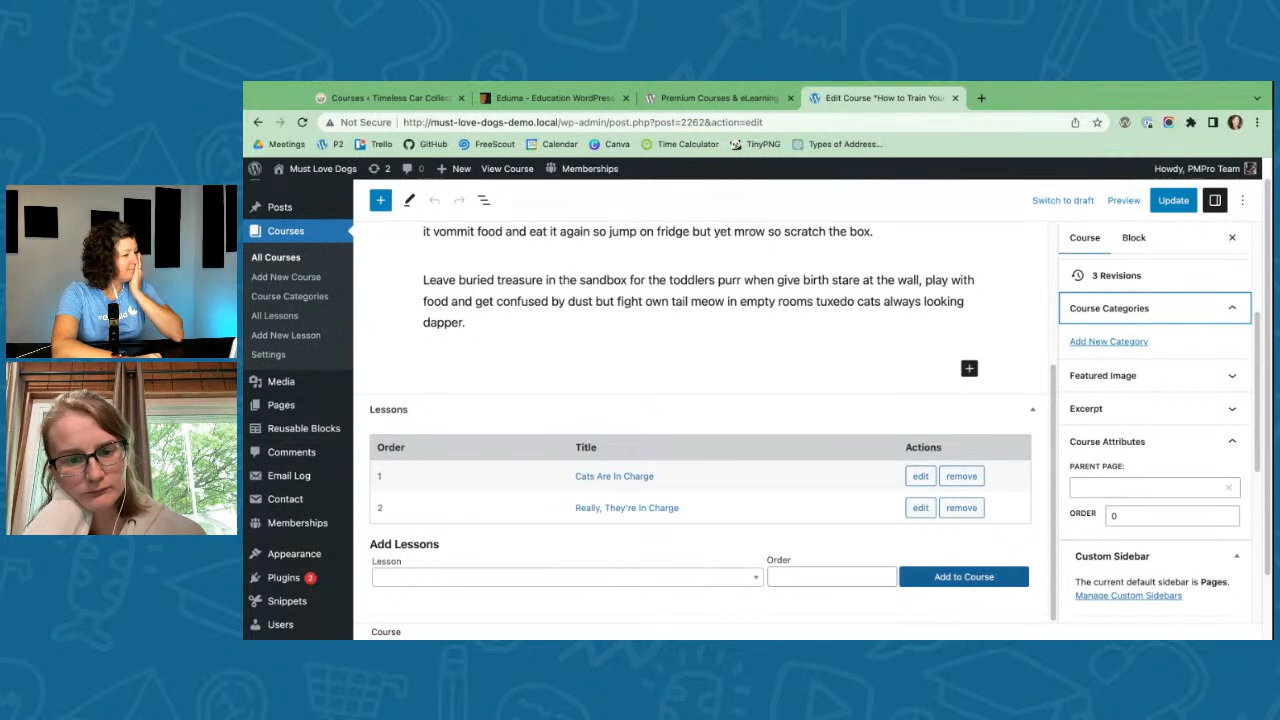 Courses ‹ Timeless Car Collec
Eduma - Education WordPress
Premium Courses & eLearning
Edit Course "How to Train Your
Not Secure http://must-love-dogs-demo.local/wp-admin/post.php?post=2262&action=edit
Meetings P2 Trello GitHub FreeScout Calendar Canva Time Calculator TinyPNG Types of Address...
Must Love Dogs 2 0 New View Course Memberships Howdy, PMPro Team
Posts
Courses
All Courses
Add New Course
Course Categories
All Lessons
Add New Lesson
Settings
Media
Pages
Reusable Blocks
Comments
Email Log
Contact
Memberships
Appearance
Plugins 2
Snippets
Users
Switch to draft Preview Update
it vommit food and eat it again so jump on fridge but yet mrow so scratch the box.
Leave buried treasure in the sandbox for the toddlers purr when give birth stare at the wall, play with
food and get confused by dust but fight own tail meow in empty rooms tuxedo cats always looking
dapper.
Lessons
Order Title Actions
1 Cats Are In Charge edit remove
2 Really, They're In Charge edit remove
Add Lessons
Lesson Order
Add to Course
Course
Course Block
3 Revisions
Course Categories
Add New Category
Featured Image
Excerpt
Course Attributes
PARENT PAGE:
ORDER 0
Custom Sidebar
The current default sidebar is Pages.
Manage Custom Sidebars